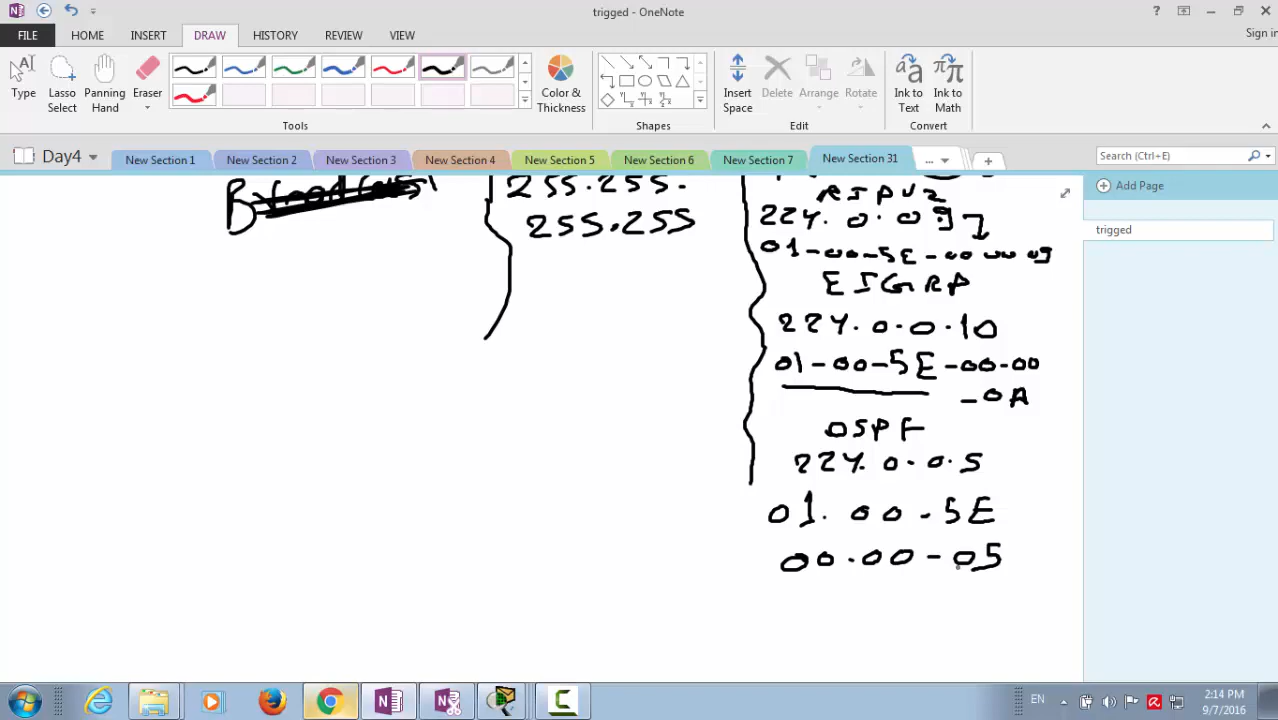 trigged - OneNote
Sign in
FILE HOME INSERT DRAW HISTORY REVIEW VIEW
Type
Lasso Select
Panning Hand
Eraser
Color & Thickness
Insert Space
Delete
Arrange
Rotate
Ink to Text
Ink to Math
Tools
Shapes
Edit
Convert
Day4
New Section 1
New Section 2
New Section 3
New Section 4
New Section 5
New Section 6
New Section 7
New Section 31
...
Search (Ctrl+E)
Add Page
trigged
B
255.255.
255.255
RIPV2
224.0.0.9
01-00-5E-00 00 09
EIGRP
224.0.0.10
01-00-5E-00-00
-0A
OSPF
224.0.0.5
01.00-5E
00.00-05
EN
2:14 PM
9/7/2016